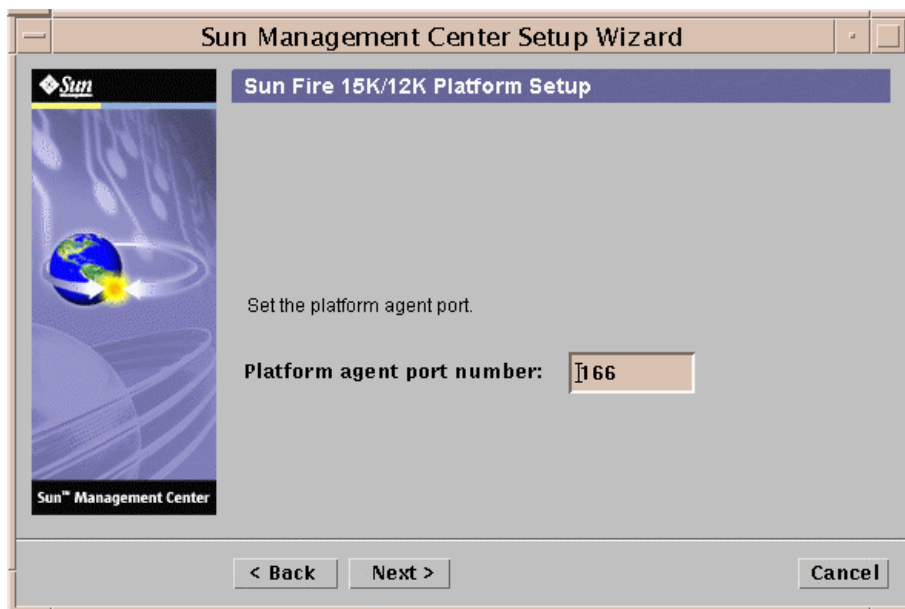 Sun Management Center Setup Wizard
Sun
Sun Fire 15K/12K Platform Setup
Set the platform agent port.
Platform agent port number:
166
Sun™ Management Center
< Back
Next >
Cancel